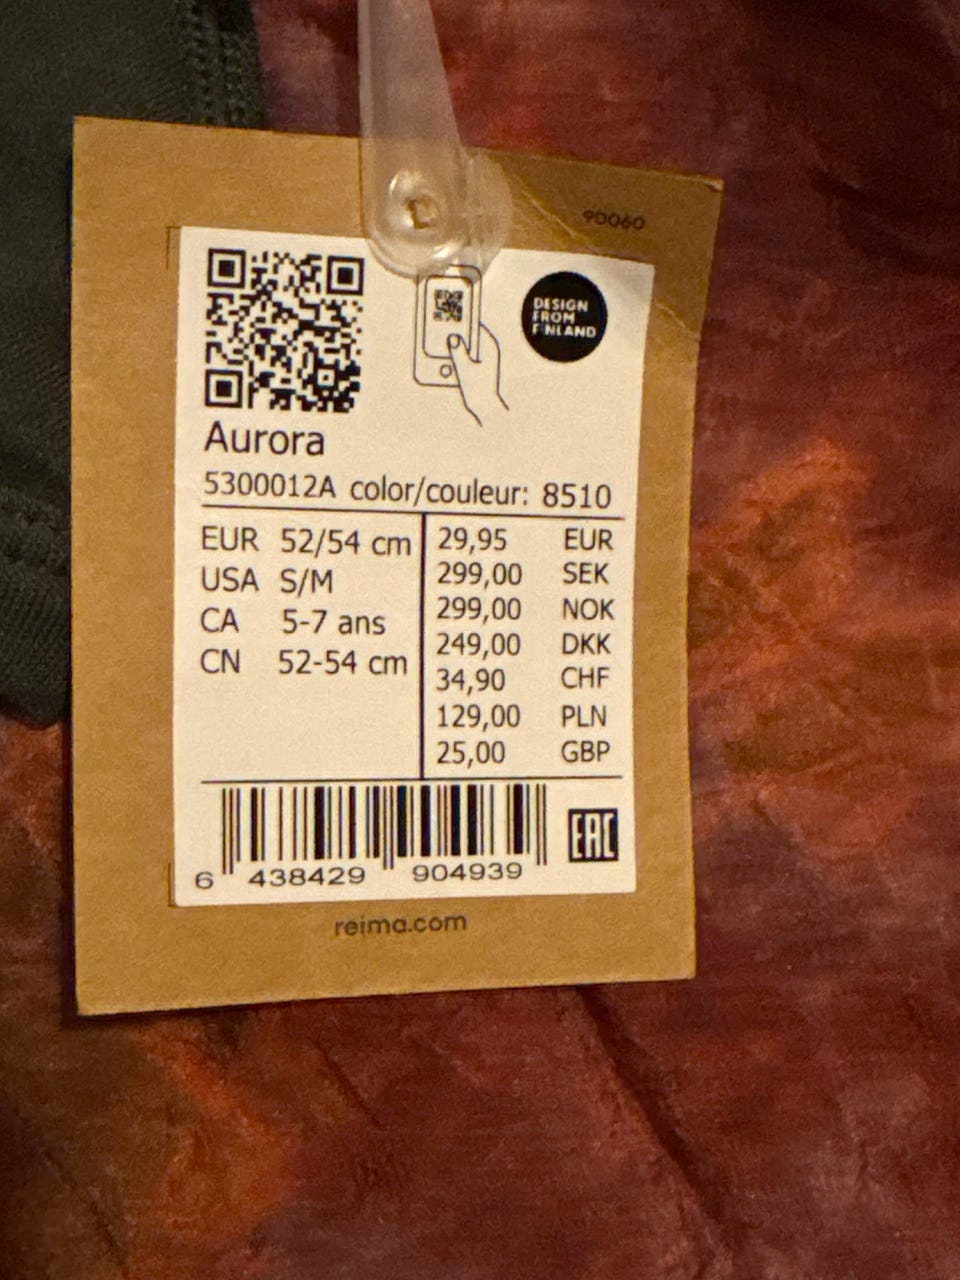 90060
DESIGN
FROM
FINLAND
Aurora
5300012A color/couleur: 8510
EUR 52/54 cm
USA S/M
CA 5-7 ans
CN 52-54 cm
29,95 EUR
299,00 SEK
299,00 NOK
249,00 DKK
34,90 CHF
129,00 PLN
25,00 GBP
6 438429 904939
EAC
reima.com